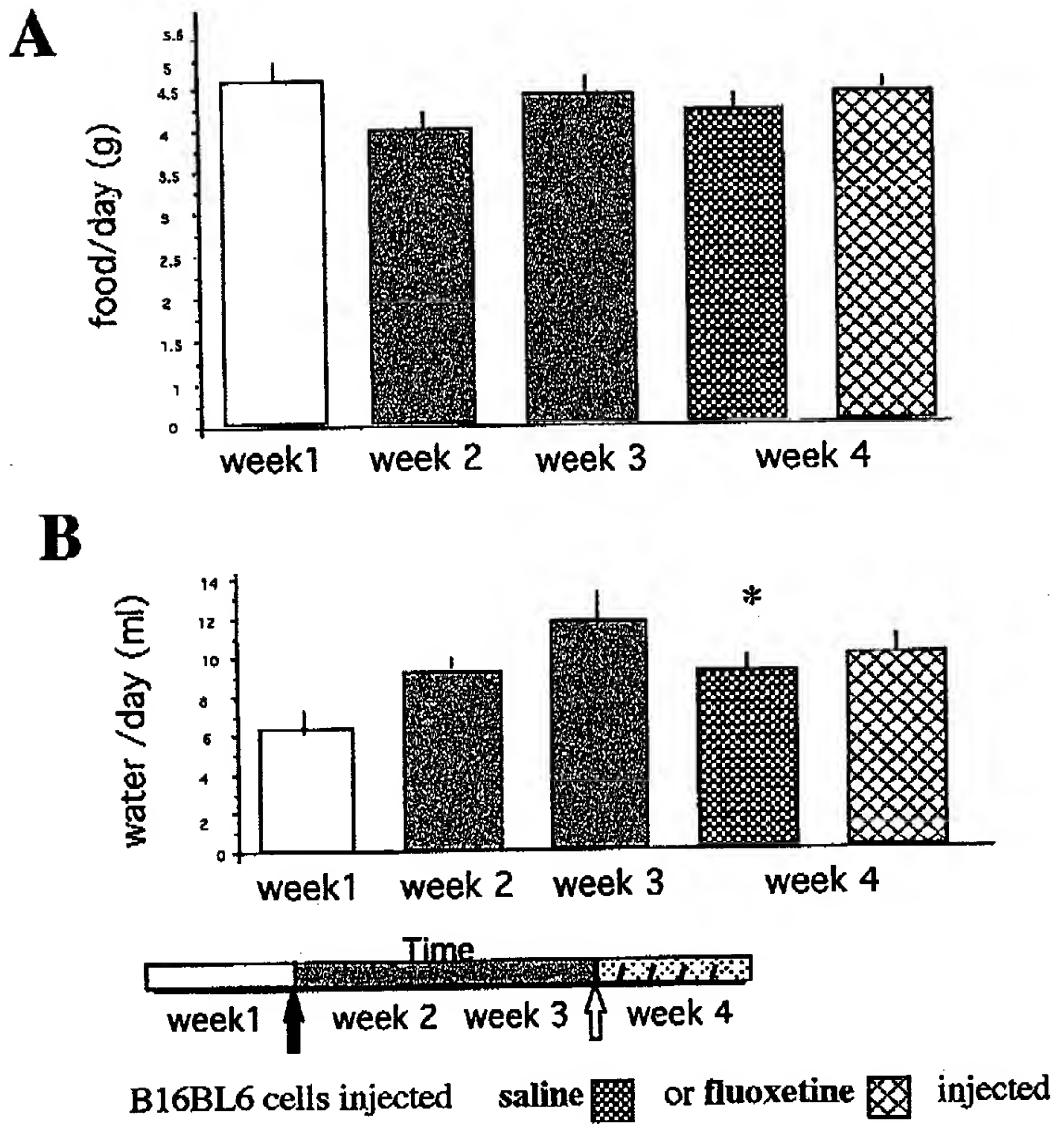 A
5.6
5
4.5
4
3.5
3
2.5
2
1.5
1
0
food/day (g)
week1 week 2 week 3 week 4
B
14
12
10
8
6
4
2
0
water /day (ml)
*
week1 week 2 week 3 week 4
Time
week1 week 2 week 3 week 4
B16BL6 cells injected saline or fluoxetine injected